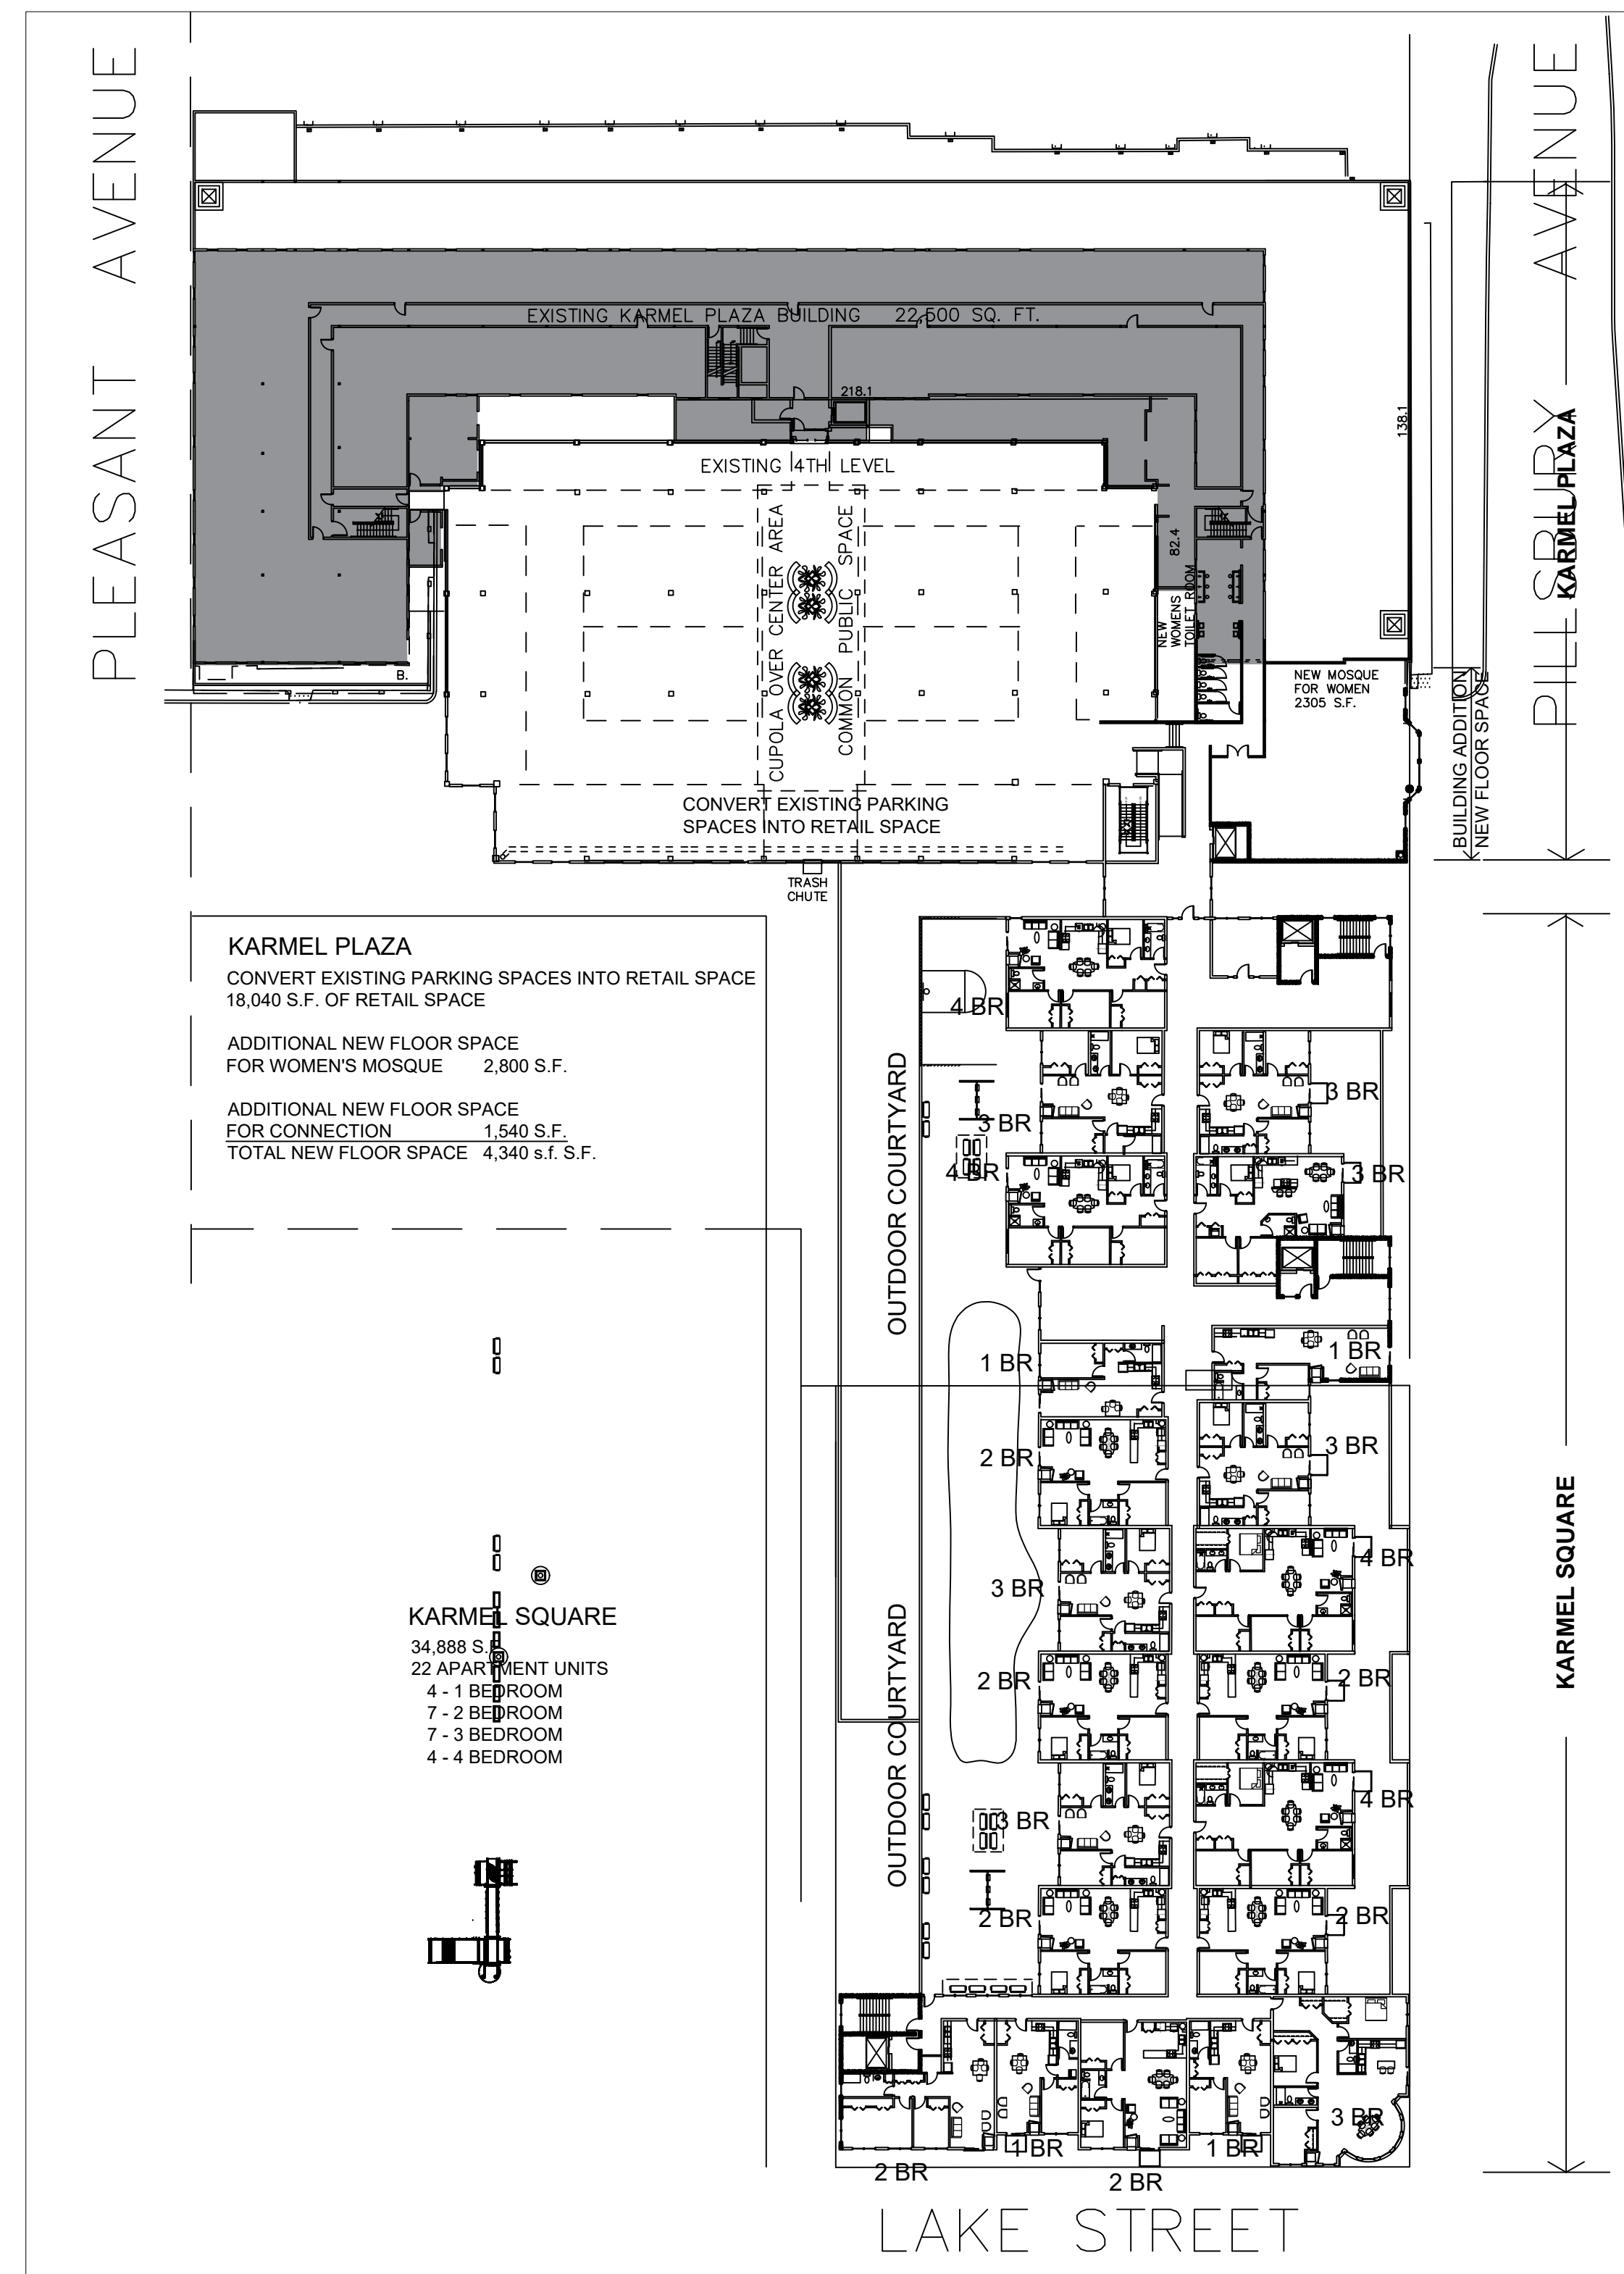 PLEASANT AVENUE
PILLSBURY AVENUE
KARMEL PLAZA
EXISTING KARMEL PLAZA BUILDING 22,500 SQ. FT.
218.1
138.1
EXISTING 4TH LEVEL
CUPOLA OVER CENTER AREA
COMMON PUBLIC SPACE
82.4
NEW
WOMENS
TOILET ROOM
B.
NEW MOSQUE
FOR WOMEN
2305 S.F.
BUILDING ADDITION
NEW FLOOR SPACE
CONVERT EXISTING PARKING
SPACES INTO RETAIL SPACE
TRASH
CHUTE
KARMEL PLAZA
CONVERT EXISTING PARKING SPACES INTO RETAIL SPACE
18,040 S.F. OF RETAIL SPACE
ADDITIONAL NEW FLOOR SPACE
FOR WOMEN'S MOSQUE 2,800 S.F.
ADDITIONAL NEW FLOOR SPACE
FOR CONNECTION 1,540 S.F.
TOTAL NEW FLOOR SPACE 4,340 s.f. S.F.
4 BR
OUTDOOR COURTYARD
3 BR
3 BR
4 BR
3 BR
1 BR
1 BR
2 BR
3 BR
KARMEL SQUARE
4 BR
3 BR
OUTDOOR COURTYARD
KARMEL SQUARE
34,888 S.F.
22 APARTMENT UNITS
4 - 1 BEDROOM
7 - 2 BEDROOM
7 - 3 BEDROOM
4 - 4 BEDROOM
2 BR
2 BR
4 BR
3 BR
2 BR
2 BR
3 BR
1 BR
1 BR
2 BR
2 BR
LAKE STREET